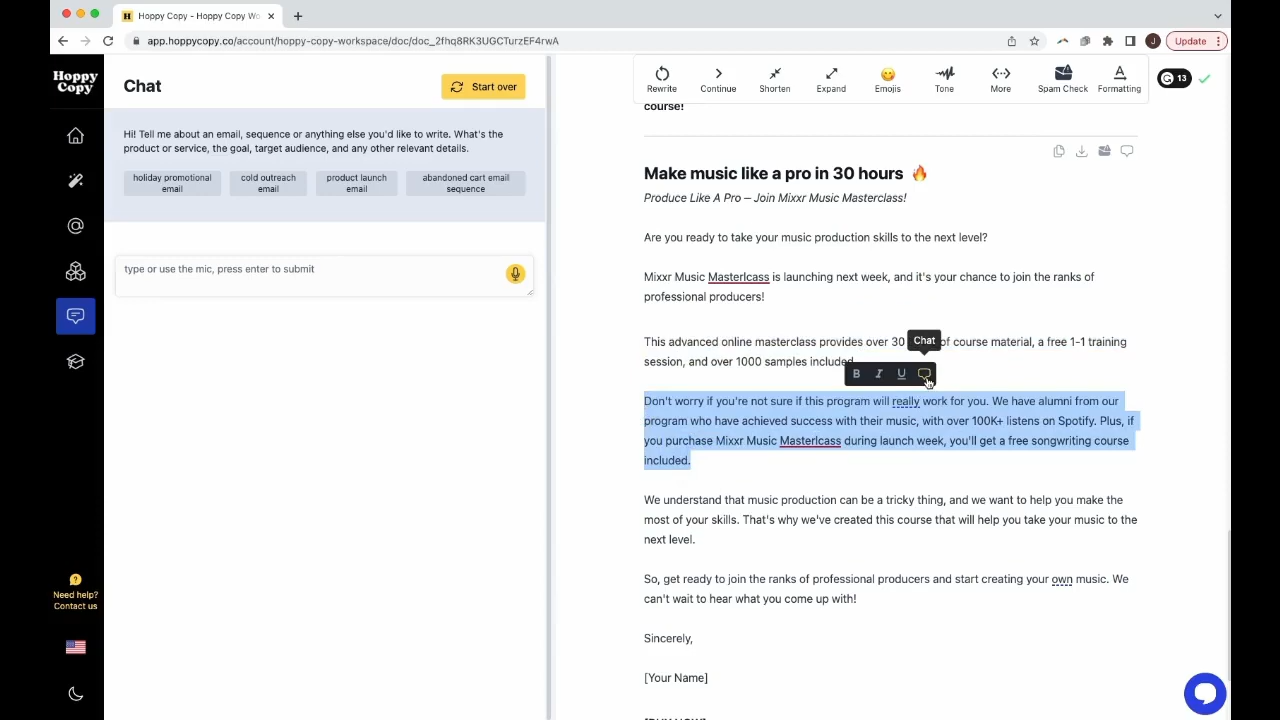 Hoppy Copy - Hoppy Copy Wo
app.hoppycopy.co/account/hoppy-copy-workspace/doc/doc_2fhq8RK3UGCTurzEF4rwA
J
Update
Hoppy
Copy
Chat
Start over
Hi! Tell me about an email, sequence or anything else you'd like to write. What's the
product or service, the goal, target audience, and any other relevant details.
holiday promotional
email
cold outreach
email
product launch
email
abandoned cart email
sequence
type or use the mic, press enter to submit
Need help?
Contact us
Rewrite
Continue
Shorten
Expand
Emojis
Tone
More
Spam Check
Formatting
13
course!
Make music like a pro in 30 hours 🔥
Produce Like A Pro – Join Mixxr Music Masterclass!
Are you ready to take your music production skills to the next level?
Mixxr Music Masterlcass is launching next week, and it's your chance to join the ranks of
professional producers!
This advanced online masterclass provides over 30 of course material, a free 1-1 training
session, and over 1000 samples included
Chat
B I U
Don't worry if you're not sure if this program will really work for you. We have alumni from our
program who have achieved success with their music, with over 100K+ listens on Spotify. Plus, if
you purchase Mixxr Music Masterlcass during launch week, you'll get a free songwriting course
included.
We understand that music production can be a tricky thing, and we want to help you make the
most of your skills. That's why we've created this course that will help you take your music to the
next level.
So, get ready to join the ranks of professional producers and start creating your own music. We
can't wait to hear what you come up with!
Sincerely,
[Your Name]
[BUY NOW]